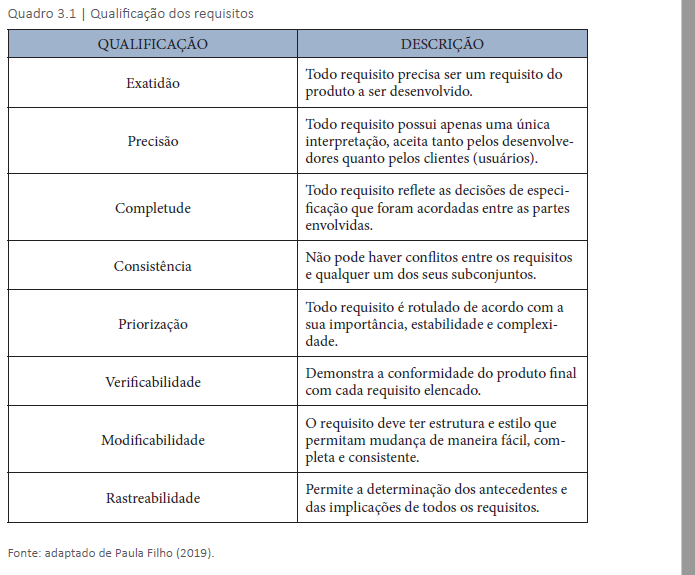 Quadro 3.1 | Qualificação dos requisitos
QUALIFICAÇÃO
DESCRIÇÃO
Exatidão
Todo requisito precisa ser um requisito do
produto a ser desenvolvido.
Precisão
Todo requisito possui apenas uma única
interpretação, aceita tanto pelos desenvolve-
dores quanto pelos clientes (usuários).
Completude
Todo requisito reflete as decisões de especi-
ficação que foram acordadas entre as partes
envolvidas.
Consistência
Não pode haver conflitos entre os requisitos
e qualquer um dos seus subconjuntos.
Priorização
Todo requisito é rotulado de acordo com a
sua importância, estabilidade e complexi-
dade.
Verificabilidade
Demonstra a conformidade do produto final
com cada requisito elencado.
Modificabilidade
O requisito deve ter estrutura e estilo que
permitam mudança de maneira fácil, com-
pleta e consistente.
Rastreabilidade
Permite a determinação dos antecedentes e
das implicações de todos os requisitos.
Fonte: adaptado de Paula Filho (2019).